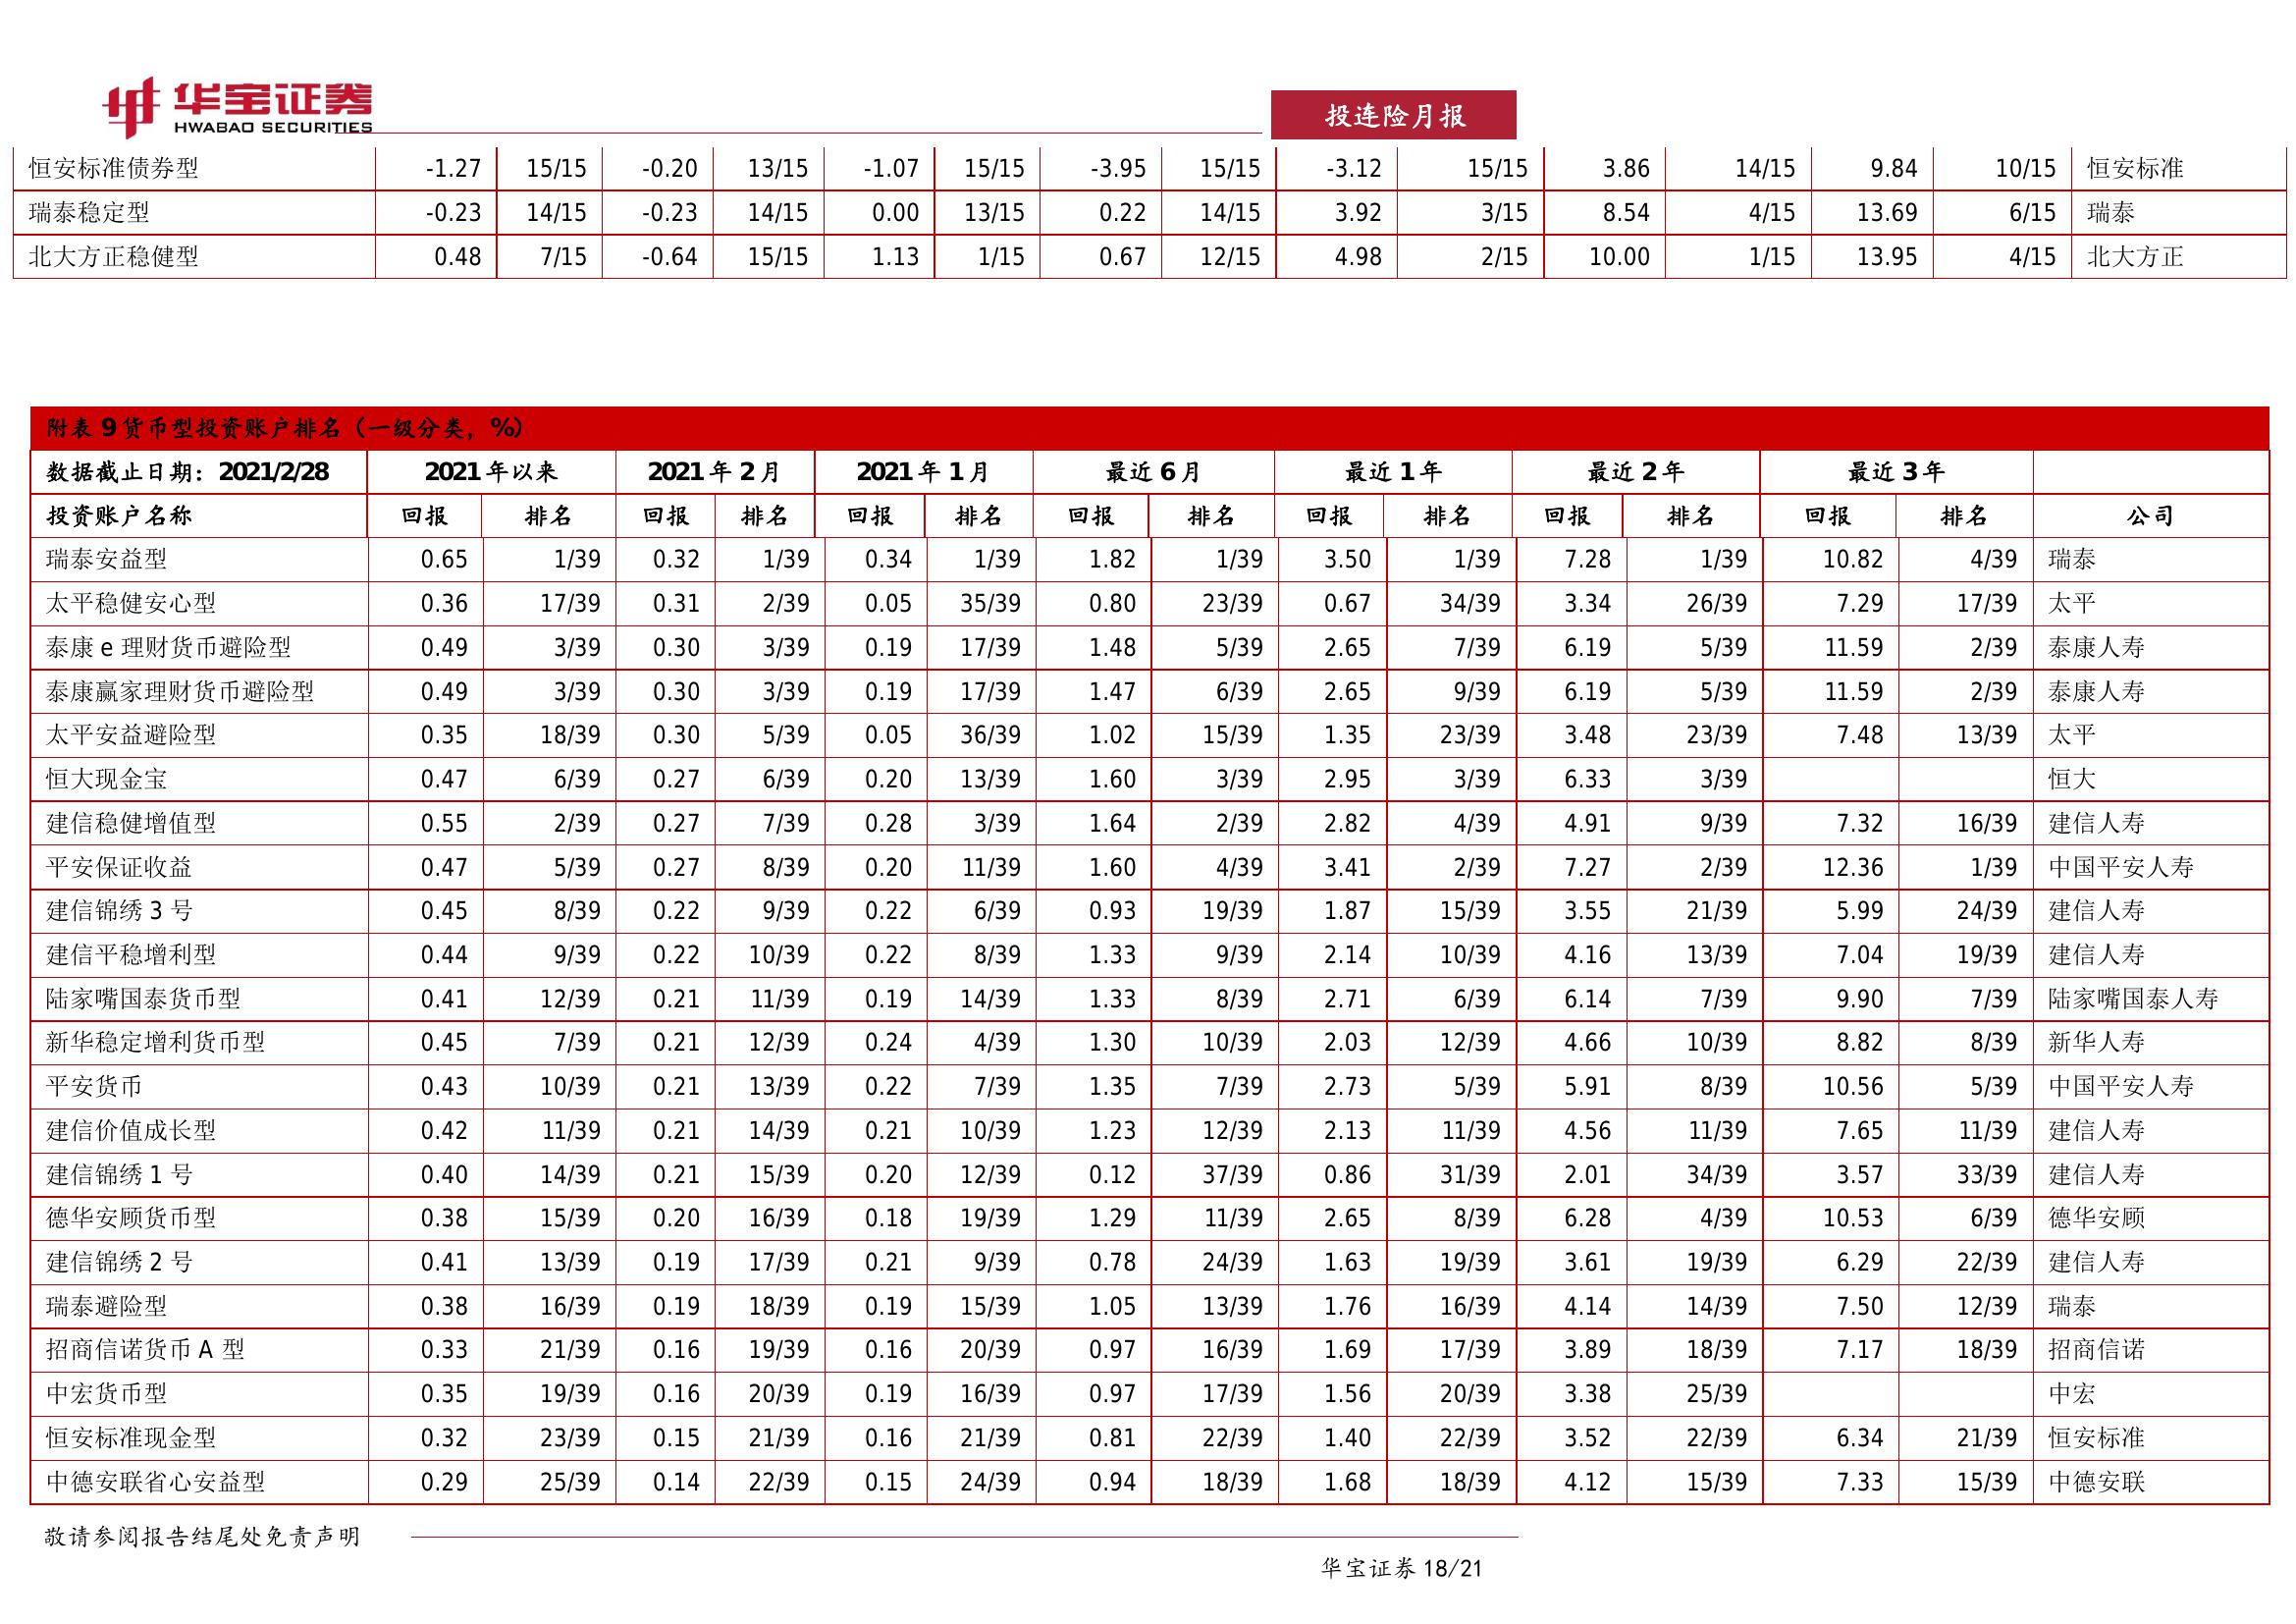 华宝证券
HWABAO SECURITIES
投连险月报
恒安标准债券型 -1.27 15/15 -0.20 13/15 -1.07 15/15 -3.95 15/15 -3.12 15/15 3.86 14/15 9.84 10/15 恒安标准
瑞泰稳定型 -0.23 14/15 -0.23 14/15 0.00 13/15 0.22 14/15 3.92 3/15 8.54 4/15 13.69 6/15 瑞泰
北大方正稳健型 0.48 7/15 -0.64 15/15 1.13 1/15 0.67 12/15 4.98 2/15 10.00 1/15 13.95 4/15 北大方正
附表 9 货币型投资账户排名（一级分类，%）
数据截止日期：2021/2/28 2021 年以来 2021 年 2 月 2021 年 1 月 最近 6 月 最近 1 年 最近 2 年 最近 3 年
投资账户名称 回报 排名 回报 排名 回报 排名 回报 排名 回报 排名 回报 排名 回报 排名 公司
瑞泰安益型 0.65 1/39 0.32 1/39 0.34 1/39 1.82 1/39 3.50 1/39 7.28 1/39 10.82 4/39 瑞泰
太平稳健安心型 0.36 17/39 0.31 2/39 0.05 35/39 0.80 23/39 0.67 34/39 3.34 26/39 7.29 17/39 太平
泰康 e 理财货币避险型 0.49 3/39 0.30 3/39 0.19 17/39 1.48 5/39 2.65 7/39 6.19 5/39 11.59 2/39 泰康人寿
泰康赢家理财货币避险型 0.49 3/39 0.30 3/39 0.19 17/39 1.47 6/39 2.65 9/39 6.19 5/39 11.59 2/39 泰康人寿
太平安益避险型 0.35 18/39 0.30 5/39 0.05 36/39 1.02 15/39 1.35 23/39 3.48 23/39 7.48 13/39 太平
恒大现金宝 0.47 6/39 0.27 6/39 0.20 13/39 1.60 3/39 2.95 3/39 6.33 3/39 恒大
建信稳健增值型 0.55 2/39 0.27 7/39 0.28 3/39 1.64 2/39 2.82 4/39 4.91 9/39 7.32 16/39 建信人寿
平安保证收益 0.47 5/39 0.27 8/39 0.20 11/39 1.60 4/39 3.41 2/39 7.27 2/39 12.36 1/39 中国平安人寿
建信锦绣 3 号 0.45 8/39 0.22 9/39 0.22 6/39 0.93 19/39 1.87 15/39 3.55 21/39 5.99 24/39 建信人寿
建信平稳增利型 0.44 9/39 0.22 10/39 0.22 8/39 1.33 9/39 2.14 10/39 4.16 13/39 7.04 19/39 建信人寿
陆家嘴国泰货币型 0.41 12/39 0.21 11/39 0.19 14/39 1.33 8/39 2.71 6/39 6.14 7/39 9.90 7/39 陆家嘴国泰人寿
新华稳定增利货币型 0.45 7/39 0.21 12/39 0.24 4/39 1.30 10/39 2.03 12/39 4.66 10/39 8.82 8/39 新华人寿
平安货币 0.43 10/39 0.21 13/39 0.22 7/39 1.35 7/39 2.73 5/39 5.91 8/39 10.56 5/39 中国平安人寿
建信价值成长型 0.42 11/39 0.21 14/39 0.21 10/39 1.23 12/39 2.13 11/39 4.56 11/39 7.65 11/39 建信人寿
建信锦绣 1 号 0.40 14/39 0.21 15/39 0.20 12/39 0.12 37/39 0.86 31/39 2.01 34/39 3.57 33/39 建信人寿
德华安顾货币型 0.38 15/39 0.20 16/39 0.18 19/39 1.29 11/39 2.65 8/39 6.28 4/39 10.53 6/39 德华安顾
建信锦绣 2 号 0.41 13/39 0.19 17/39 0.21 9/39 0.78 24/39 1.63 19/39 3.61 19/39 6.29 22/39 建信人寿
瑞泰避险型 0.38 16/39 0.19 18/39 0.19 15/39 1.05 13/39 1.76 16/39 4.14 14/39 7.50 12/39 瑞泰
招商信诺货币 A 型 0.33 21/39 0.16 19/39 0.16 20/39 0.97 16/39 1.69 17/39 3.89 18/39 7.17 18/39 招商信诺
中宏货币型 0.35 19/39 0.16 20/39 0.19 16/39 0.97 17/39 1.56 20/39 3.38 25/39 中宏
恒安标准现金型 0.32 23/39 0.15 21/39 0.16 21/39 0.81 22/39 1.40 22/39 3.52 22/39 6.34 21/39 恒安标准
中德安联省心安益型 0.29 25/39 0.14 22/39 0.15 24/39 0.94 18/39 1.68 18/39 4.12 15/39 7.33 15/39 中德安联
敬请参阅报告结尾处免责声明
华宝证券 18/21